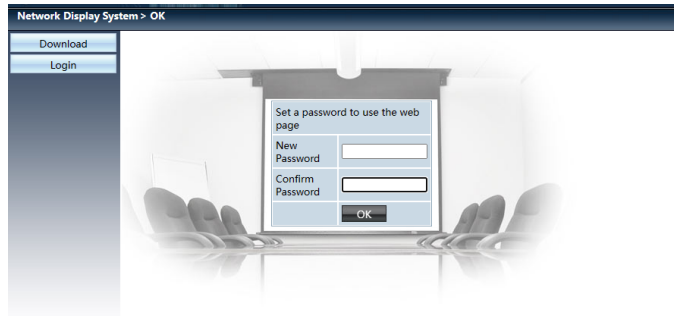 Network Display System > OK
Download
Login
Set a password to use the web
page
New
Password
Confirm
Password
OK